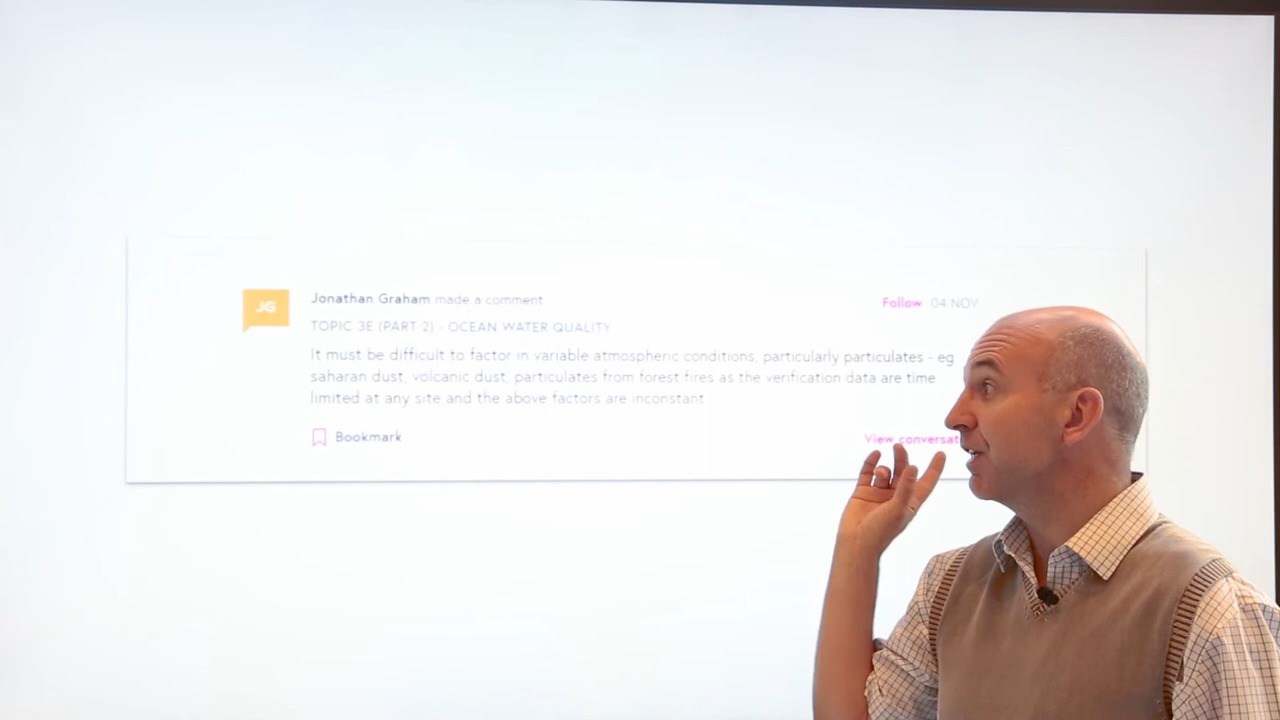 JG
Jonathan Graham made a comment
Follow 04 NOV
TOPIC 3E (PART 2) - OCEAN WATER QUALITY
It must be difficult to factor in variable atmospheric conditions, particularly particulates - eg
saharan dust, volcanic dust, particulates from forest fires as the verification data are time
limited at any site and the above factors are inconstant
Bookmark
View conversat